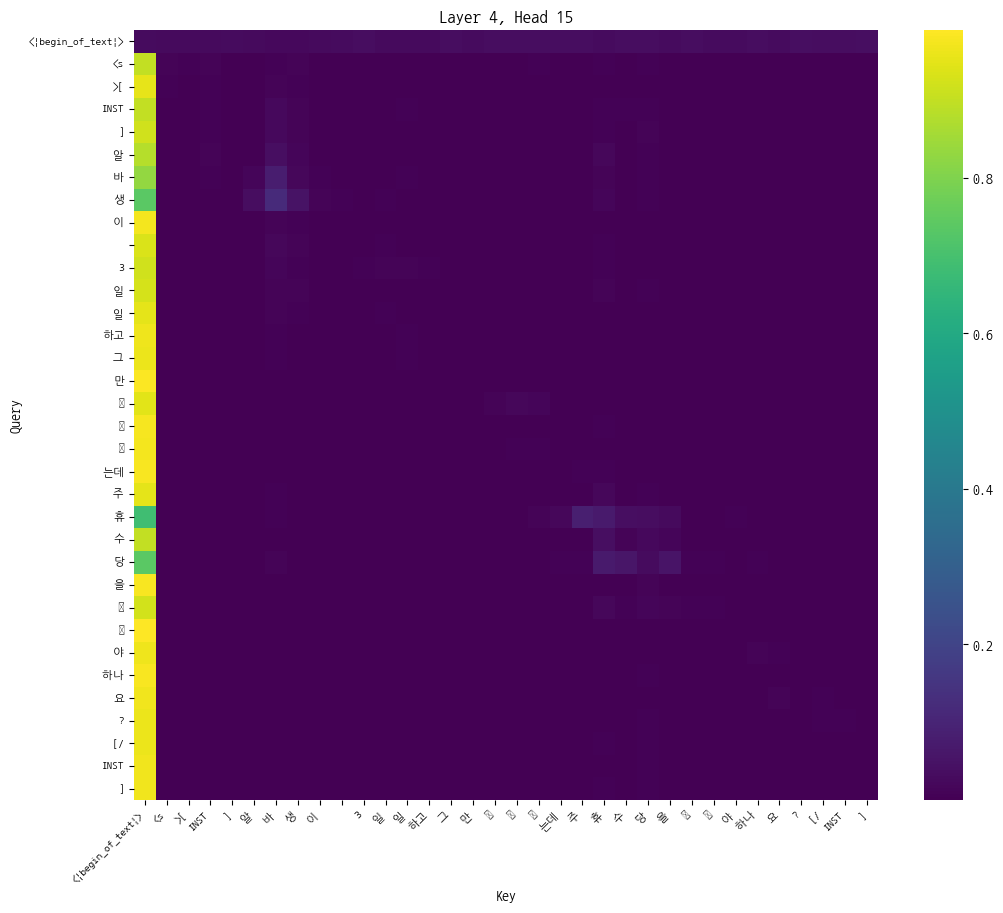 Layer 4, Head 15
<|begin_of_text|>
<s
>[
INST
]
알
바
생
이
3
일
일
하고
그
만
는데
주
휴
수
당
을
야
하나
요
?
[/
INST
]
Query
<|begin_of_text|>
<s
>[
INST
]
알
바
생
이
3
일
일
하고
그
만
는데
주
휴
수
당
을
야
하나
요
?
[/
INST
]
Key
0.8
0.6
0.4
0.2